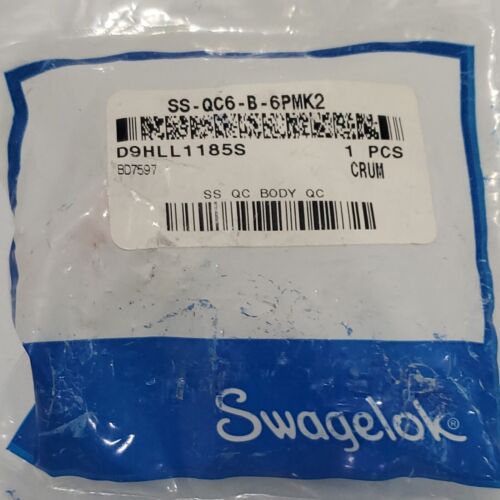 SS-QC6-B-6PMK2
D9HLL1185S 1 PCS
BD7597 CRUM
SS QC BODY QC
Swagelok®